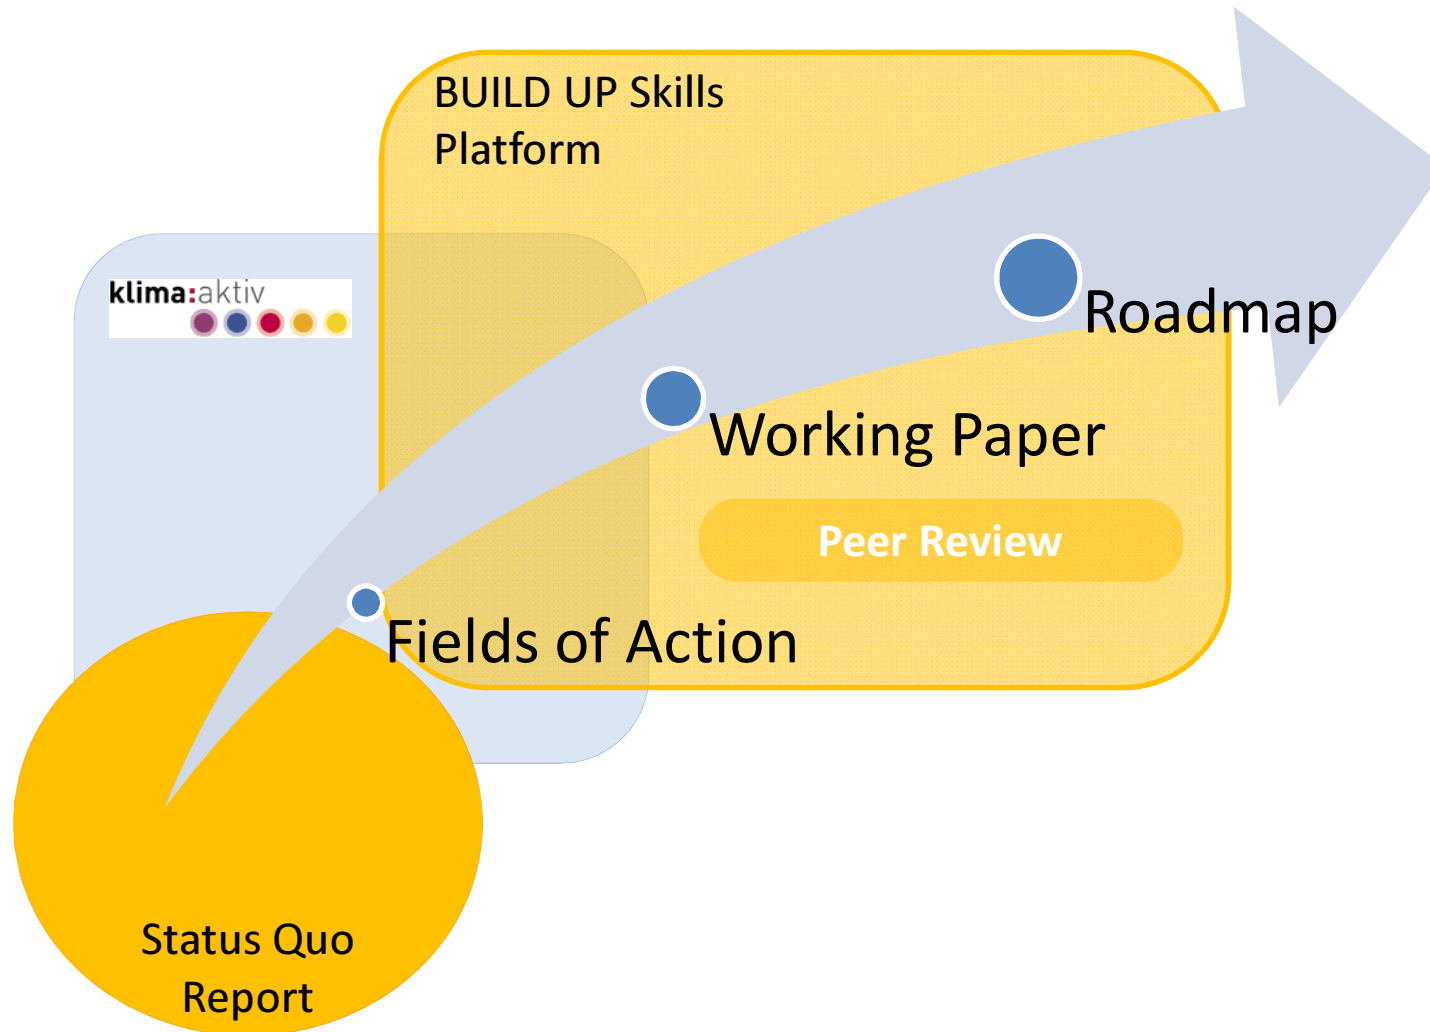 BUILD UP Skills
Platform
klima:aktiv
Roadmap
Working Paper
Peer Review
Fields of Action
Status Quo
Report